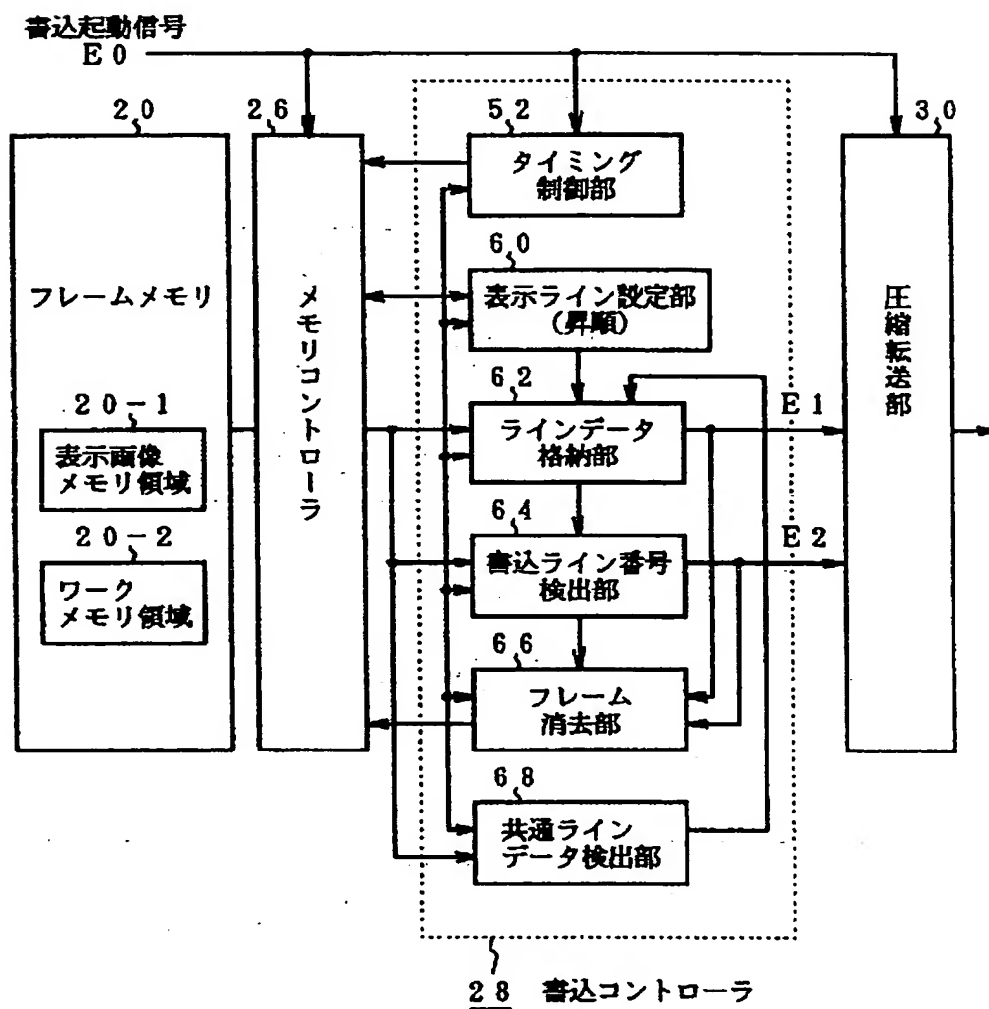 書込起動信号
E0
20
26
52
30
タイミング
制御部
60
フレームメモリ
メモリコントローラ
表示ライン設定部
(昇順)
圧縮転送部
62
20-1
E1
表示画像
メモリ領域
ラインデータ
格納部
64
20-2
E2
ワーク
メモリ領域
書込ライン番号
検出部
66
フレーム
消去部
68
共通ライン
データ検出部
28 書込コントローラ